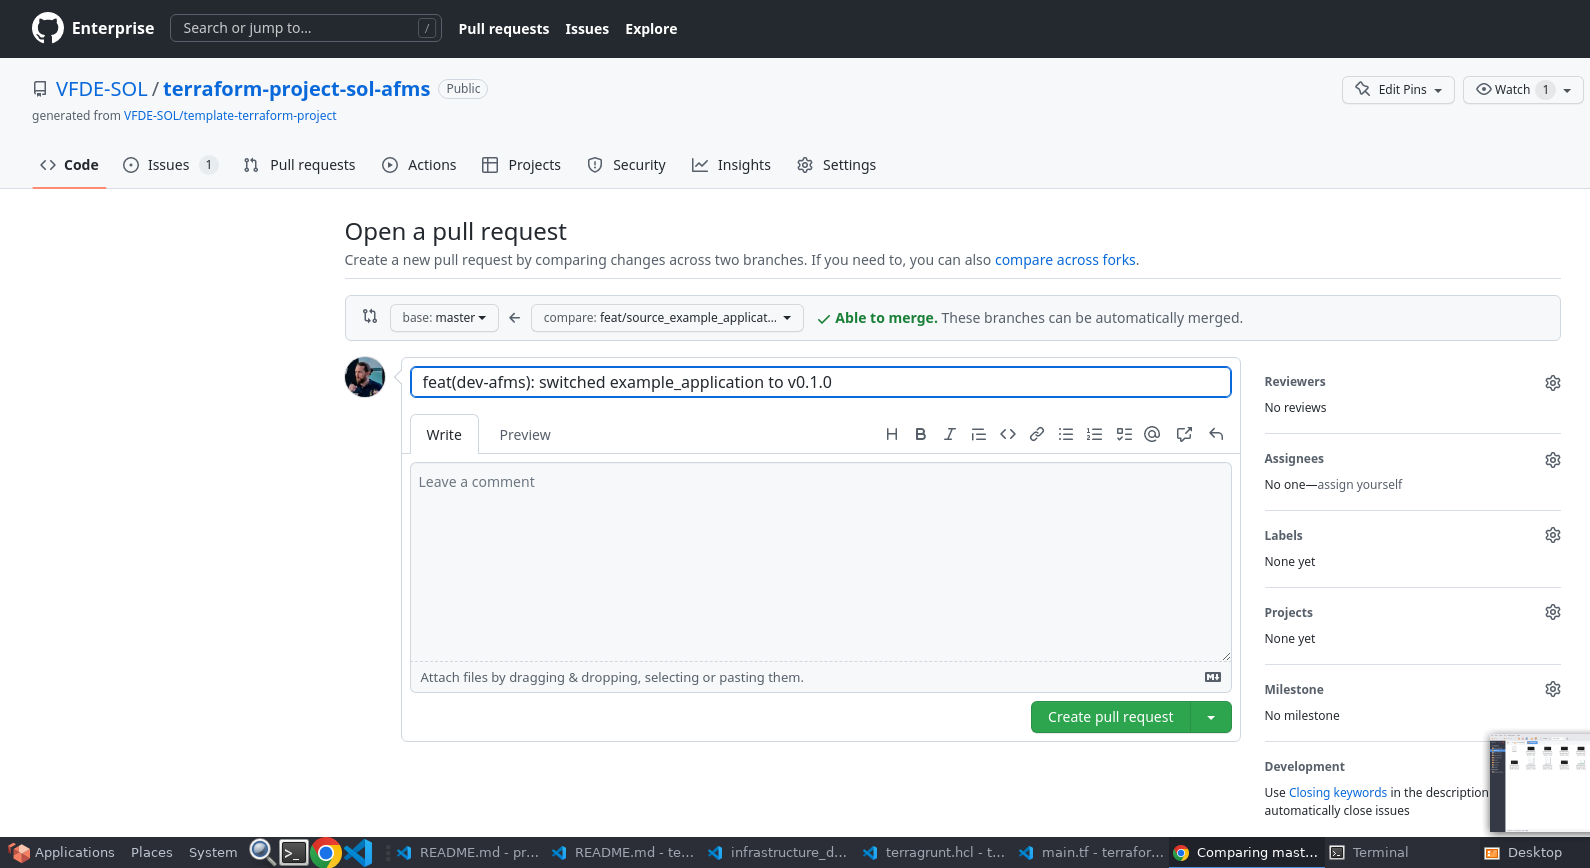 Enterprise Search or jump to... / Pull requests Issues Explore
VFDE-SOL / terraform-project-sol-afms Public Edit Pins Watch 1
generated from VFDE-SOL/template-terraform-project
Code Issues 1 Pull requests Actions Projects Security Insights Settings
Open a pull request
Create a new pull request by comparing changes across two branches. If you need to, you can also compare across forks.
base: master compare: feat/source_example_applicat... Able to merge. These branches can be automatically merged.
feat(dev-afms): switched example_application to v0.1.0
Write Preview
Leave a comment
Attach files by dragging & dropping, selecting or pasting them.
Create pull request
Reviewers
No reviews
Assignees
No one—assign yourself
Labels
None yet
Projects
None yet
Milestone
No milestone
Development
Use Closing keywords in the description
automatically close issues
Applications Places System README.md - pr... README.md - te... infrastructure_d... terragrunt.hcl - t... main.tf - terrafor... Comparing mast... Terminal Desktop